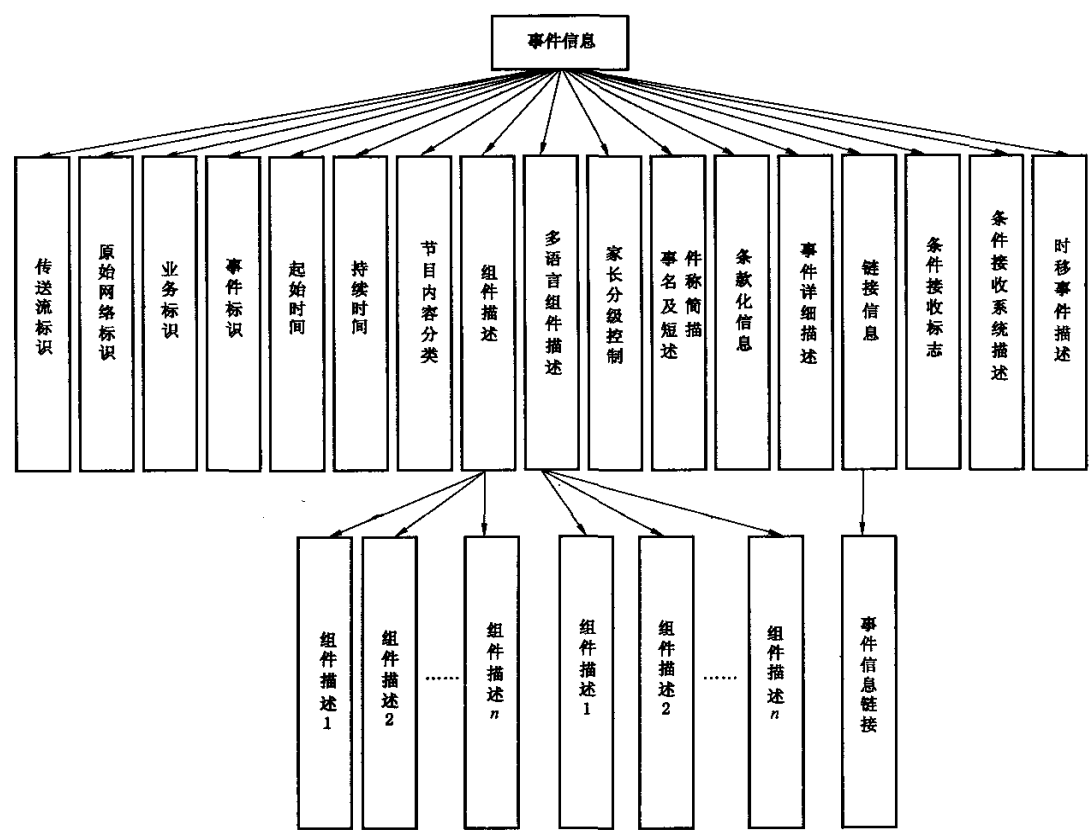 事件信息
传送流标识
原始网络标识
业务标识
事件标识
起始时间
持续时间
节目内容分类
组件描述
多语言组件描述
家长分级控制
事件名称及简短描述
条款化信息
事件详细描述
链接信息
条件接收标志
条件接收系统描述
时移事件描述
组件描述1
组件描述2
……
组件描述n
组件描述1
组件描述2
……
组件描述n
事件信息链接